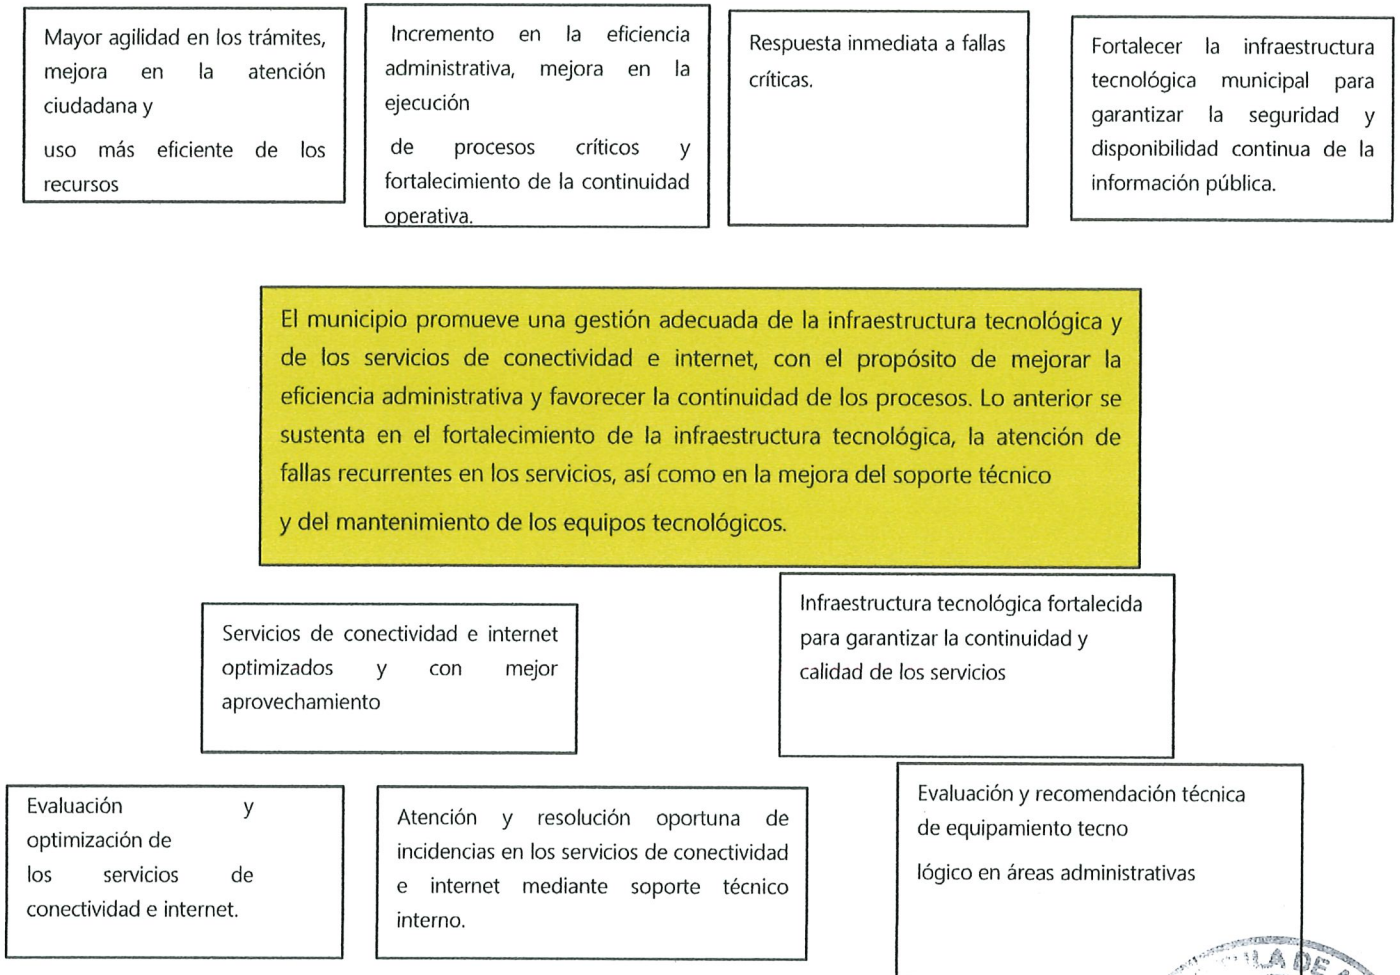 Mayor agilidad en los trámites,
mejora en la atención
ciudadana y
uso más eficiente de los
recursos
Incremento en la eficiencia
administrativa, mejora en la
ejecución
de procesos críticos y
fortalecimiento de la continuidad
operativa.
Respuesta inmediata a fallas
críticas.
Fortalecer la infraestructura
tecnológica municipal para
garantizar la seguridad y
disponibilidad continua de la
información pública.
El municipio promueve una gestión adecuada de la infraestructura tecnológica y
de los servicios de conectividad e internet, con el propósito de mejorar la
eficiencia administrativa y favorecer la continuidad de los procesos. Lo anterior se
sustenta en el fortalecimiento de la infraestructura tecnológica, la atención de
fallas recurrentes en los servicios, así como en la mejora del soporte técnico
y del mantenimiento de los equipos tecnológicos.
Servicios de conectividad e internet
optimizados y con mejor
aprovechamiento
Infraestructura tecnológica fortalecida
para garantizar la continuidad y
calidad de los servicios
Evaluación y
optimización de
los servicios de
conectividad e internet.
Atención y resolución oportuna de
incidencias en los servicios de conectividad
e internet mediante soporte técnico
interno.
Evaluación y recomendación técnica
de equipamiento tecno
lógico en áreas administrativas
DE